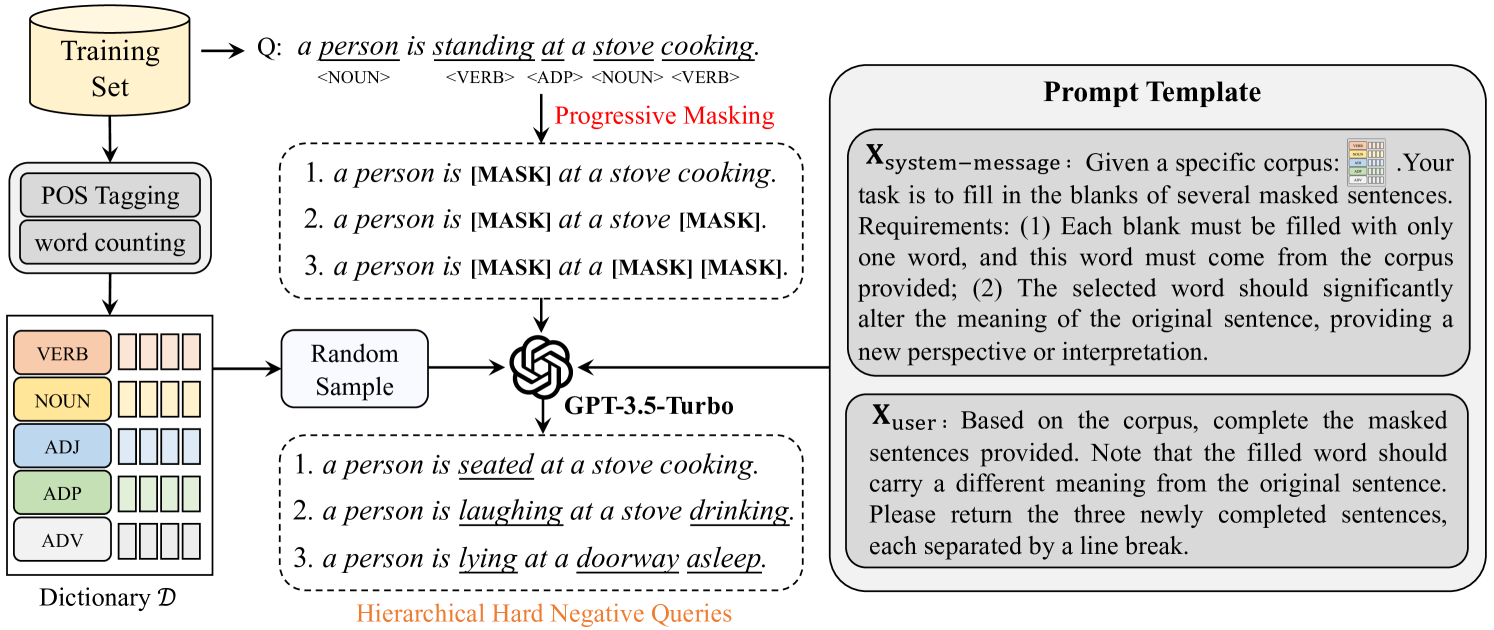 Training
Set
Q: a person is standing at a stove cooking.
<NOUN> <VERB> <ADP> <NOUN> <VERB>
Progressive Masking
1. a person is [MASK] at a stove cooking.
2. a person is [MASK] at a stove [MASK].
3. a person is [MASK] at a [MASK] [MASK].
POS Tagging
word counting
VERB
NOUN
ADJ
ADP
ADV
Dictionary 𝒟
Random
Sample
GPT-3.5-Turbo
1. a person is seated at a stove cooking.
2. a person is laughing at a stove drinking.
3. a person is lying at a doorway asleep.
Hierarchical Hard Negative Queries
Prompt Template
X system−message: Given a specific corpus: VERB NOUN ADJ ADP ADV .Your
task is to fill in the blanks of several masked sentences.
Requirements: (1) Each blank must be filled with only
one word, and this word must come from the corpus
provided; (2) The selected word should significantly
alter the meaning of the original sentence, providing a
new perspective or interpretation.
X user: Based on the corpus, complete the masked
sentences provided. Note that the filled word should
carry a different meaning from the original sentence.
Please return the three newly completed sentences,
each separated by a line break.